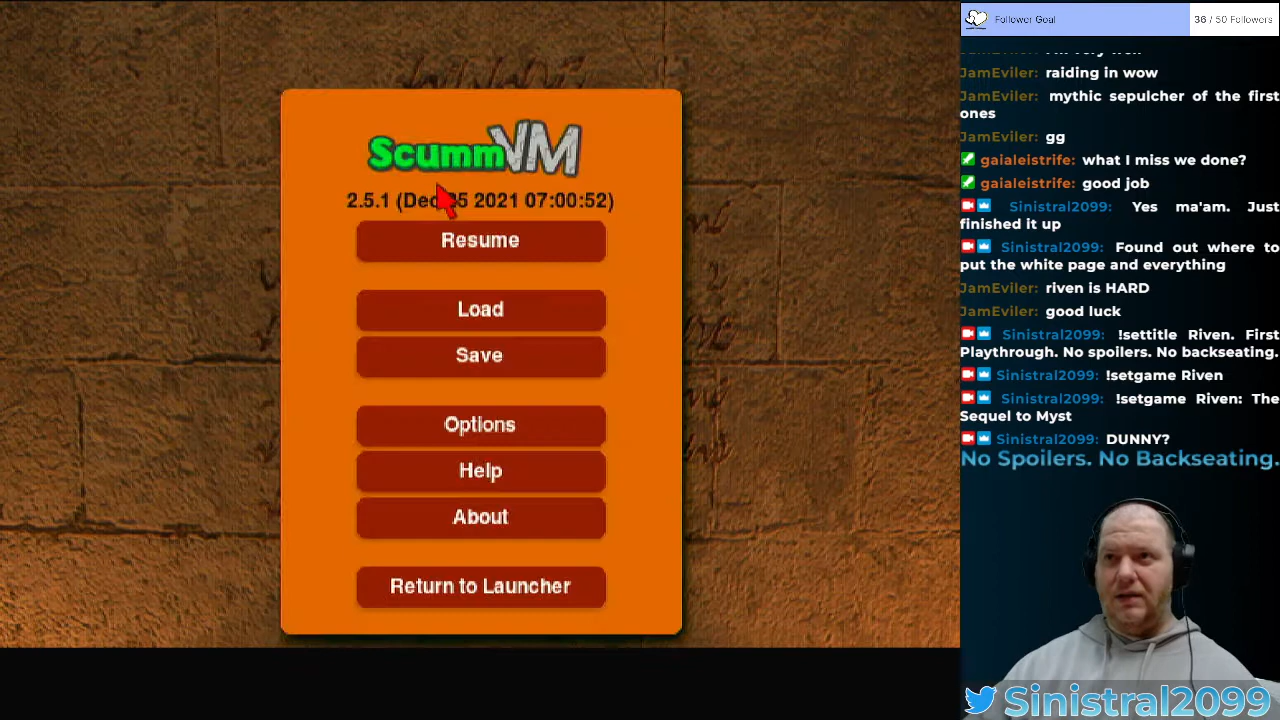 Follower Goal
36 / 50 Followers
JamEviler: raiding in wow
JamEviler: mythic sepulcher of the first
ones
JamEviler: gg
gaialeistrife: what I miss we done?
gaialeistrife: good job
Sinistral2099: Yes ma'am. Just
finished it up
Sinistral2099: Found out where to
put the white page and everything
JamEviler: riven is HARD
JamEviler: good luck
Sinistral2099: !settitle Riven. First
Playthrough. No spoilers. No backseating.
Sinistral2099: !setgame Riven
Sinistral2099: !setgame Riven: The
Sequel to Myst
Sinistral2099: DUNNY?
No Spoilers. No Backseating.
Sinistral2099
ScummVM
2.5.1 (Dec 25 2021 07:00:52)
Resume
Load
Save
Options
Help
About
Return to Launcher